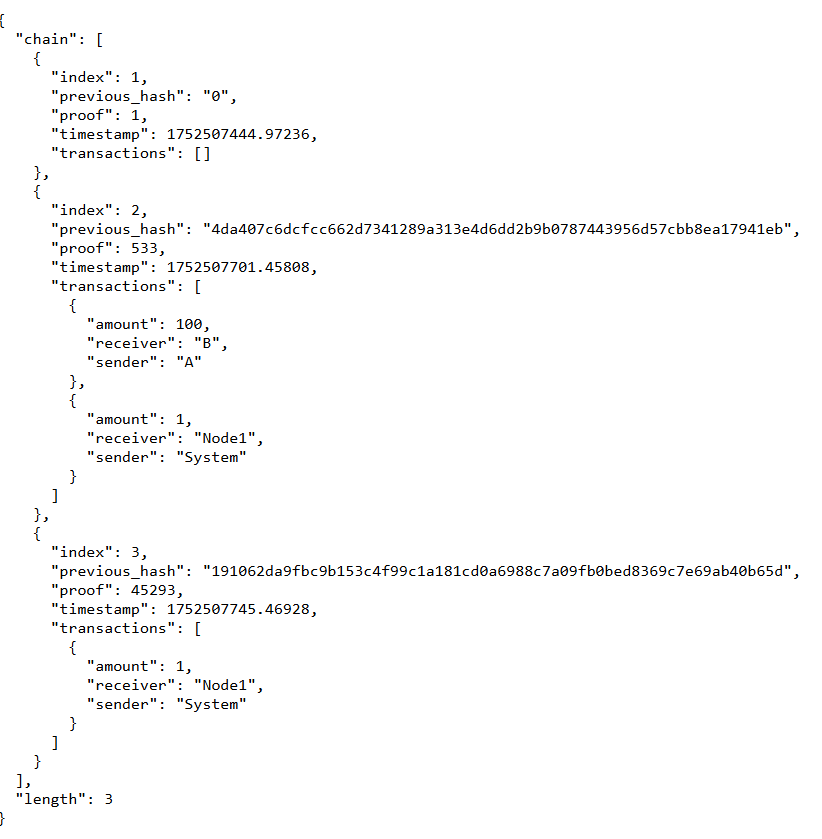 {
  "chain": [
    {
      "index": 1,
      "previous_hash": "0",
      "proof": 1,
      "timestamp": 1752507444.97236,
      "transactions": []
    },
    {
      "index": 2,
      "previous_hash": "4da407c6dcfcc662d7341289a313e4d6dd2b9b0787443956d57cbb8ea17941eb",
      "proof": 533,
      "timestamp": 1752507701.45808,
      "transactions": [
        {
          "amount": 100,
          "receiver": "B",
          "sender": "A"
        },
        {
          "amount": 1,
          "receiver": "Node1",
          "sender": "System"
        }
      ]
    },
    {
      "index": 3,
      "previous_hash": "191062da9fbc9b153c4f99c1a181cd0a6988c7a09fb0bed8369c7e69ab40b65d",
      "proof": 45293,
      "timestamp": 1752507745.46928,
      "transactions": [
        {
          "amount": 1,
          "receiver": "Node1",
          "sender": "System"
        }
      ]
    }
  ],
  "length": 3
}